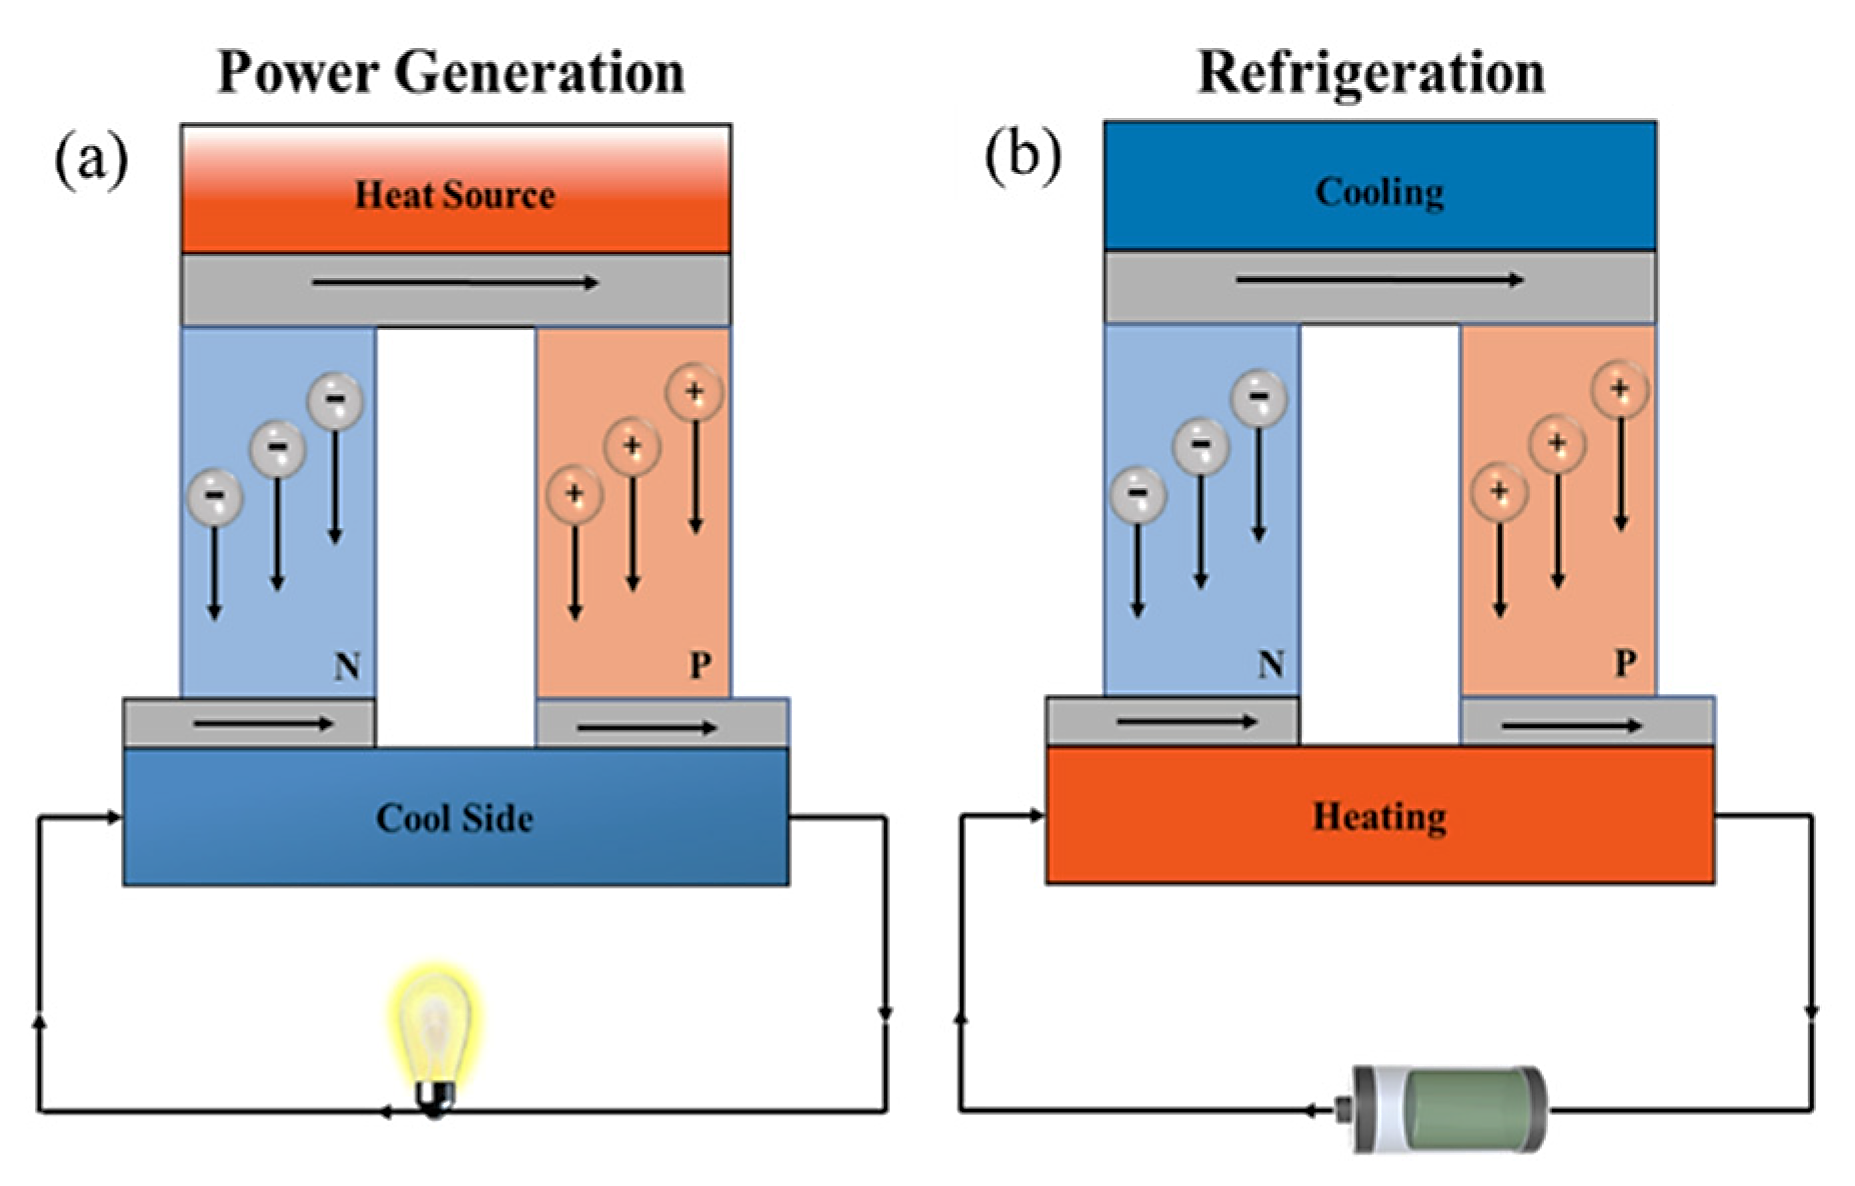 Power Generation
(a)
Heat Source
-
-
-
+
+
+
N
P
Cool Side
Refrigeration
(b)
Cooling
-
-
-
+
+
+
N
P
Heating